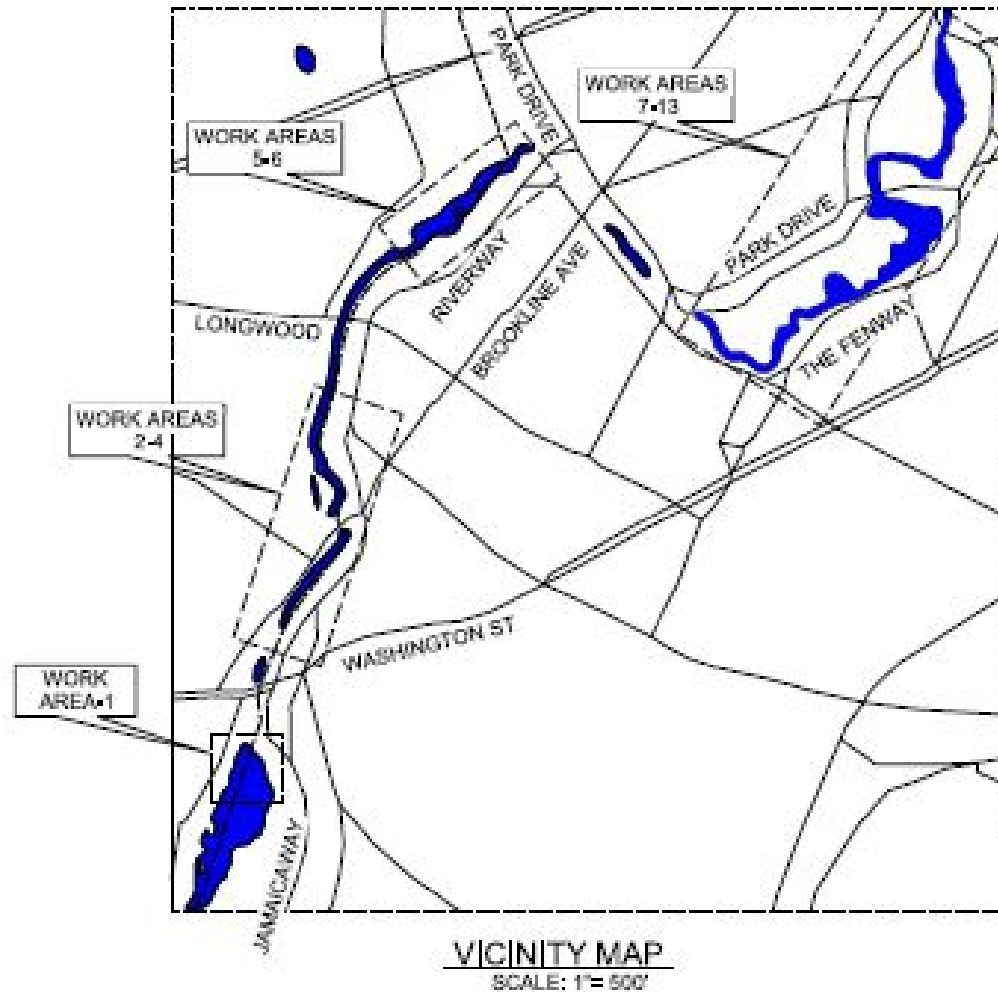 PARK DRIVE
WORK AREAS
7-13
WORK AREAS
5-6
PARK DRIVE
RIVERWAY
BROOKLINE AVE
LONGWOOD
THE FENWAY
WORK AREAS
2-4
WASHINGTON ST
WORK
AREA-1
JAMAICAWAY
VICINITY MAP
SCALE: 1"= 500'